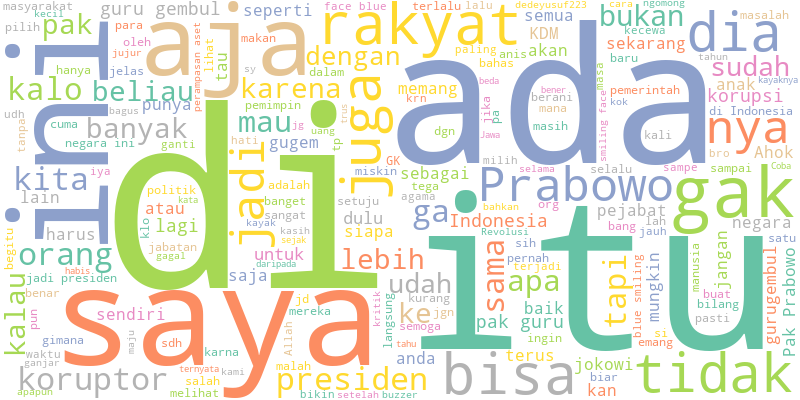 masyarakat
kecil
guru gembul
seperti
face blue
terlalu
lalu
dedeyusuf223
cara
ngomong
pilih
pak
para
oleh
aja
makan
rakyat
semua
bukan
masalah
kecewa
dia
jujur
hanya
jelas
lihat
tau
dengan
paling
anis
KDM
akan
sekarang
baru
tahun
ini
kalo
beliau
perampasan aset
sy
karena
dalam
memang
bahas
ada
masa
pemerintah
sudah
kayaknya
udh
bagus
punya
pemimpin
krn
beda
berani
bener
anak
korupsi
tanpa
cuma
banyak
mau
jg
uang
trus
juga
dgn
jika
pa
mana
kok
di Indonesia
nya
negara ini
ganti
hati
gugem
tp
GK
Jawa
masih
smiling face
kali
bro
Ahok
kita
iya
di
jadi
miskin
milih
selama
selalu
sampe
sampai
Coba
lain
politik
kata
adalah
setuju
sebagai
tega
agama
Prabowo
gak
atau
banget
sangat
dulu
ga
org
Indonesia
pejabat
negara
harus
klo
lagi
kayak
kasih
siapa
bahkan
Revolusi
bang
lah
jauh
begitu
orang
jabatan
gagal
sejak
sih
pernah
satu
kalau
habis
saja
daripada
untuk
lebih
sama
apa
terjadi
itu
tapi
mungkin
manusia
jangan
gurugembul
Pak Prabowo
jadi presiden
benar
saya
jd
mereka
kritik
udah
kurang
ke
jgn
baik
blue smiling
buat
bilang
pun
sendiri
Allah
langsung
semoga
pak guru
ingin
pasti
gimana
maju
sdh
karna
tahu
anda
terus
si
emang
waktu
ganjar
ternyata
kami
malah
jokowi
koruptor
salah
presiden
bisa
biar
tidak
apapun
melihat
bikin
setelah
buzzer
kan